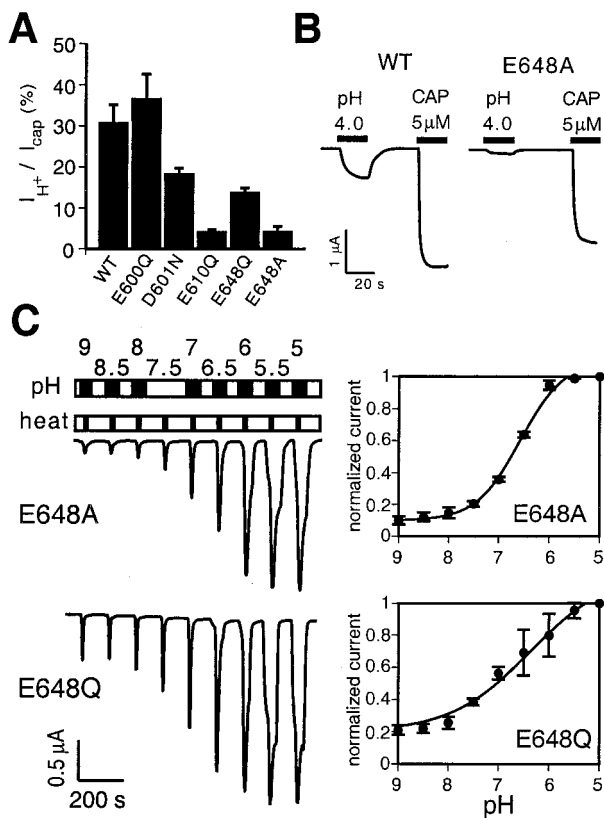 A
50
40
30
20
10
0
I H+ / I cap (%)
WT
E600Q
D601N
E610Q
E648Q
E648A
B
WT
E648A
pH
4.0
CAP
5μM
pH
4.0
CAP
5μM
1 μA
20 s
C
9 8 7 6 5
8.5 7.5 6.5 5.5
pH
heat
E648A
E648Q
0.5 μA
200 s
normalized current
1
0.8
0.6
0.4
0.2
0
9 8 7 6 5
E648A
normalized current
1
0.8
0.6
0.4
0.2
0
9 8 7 6 5
E648Q
pH